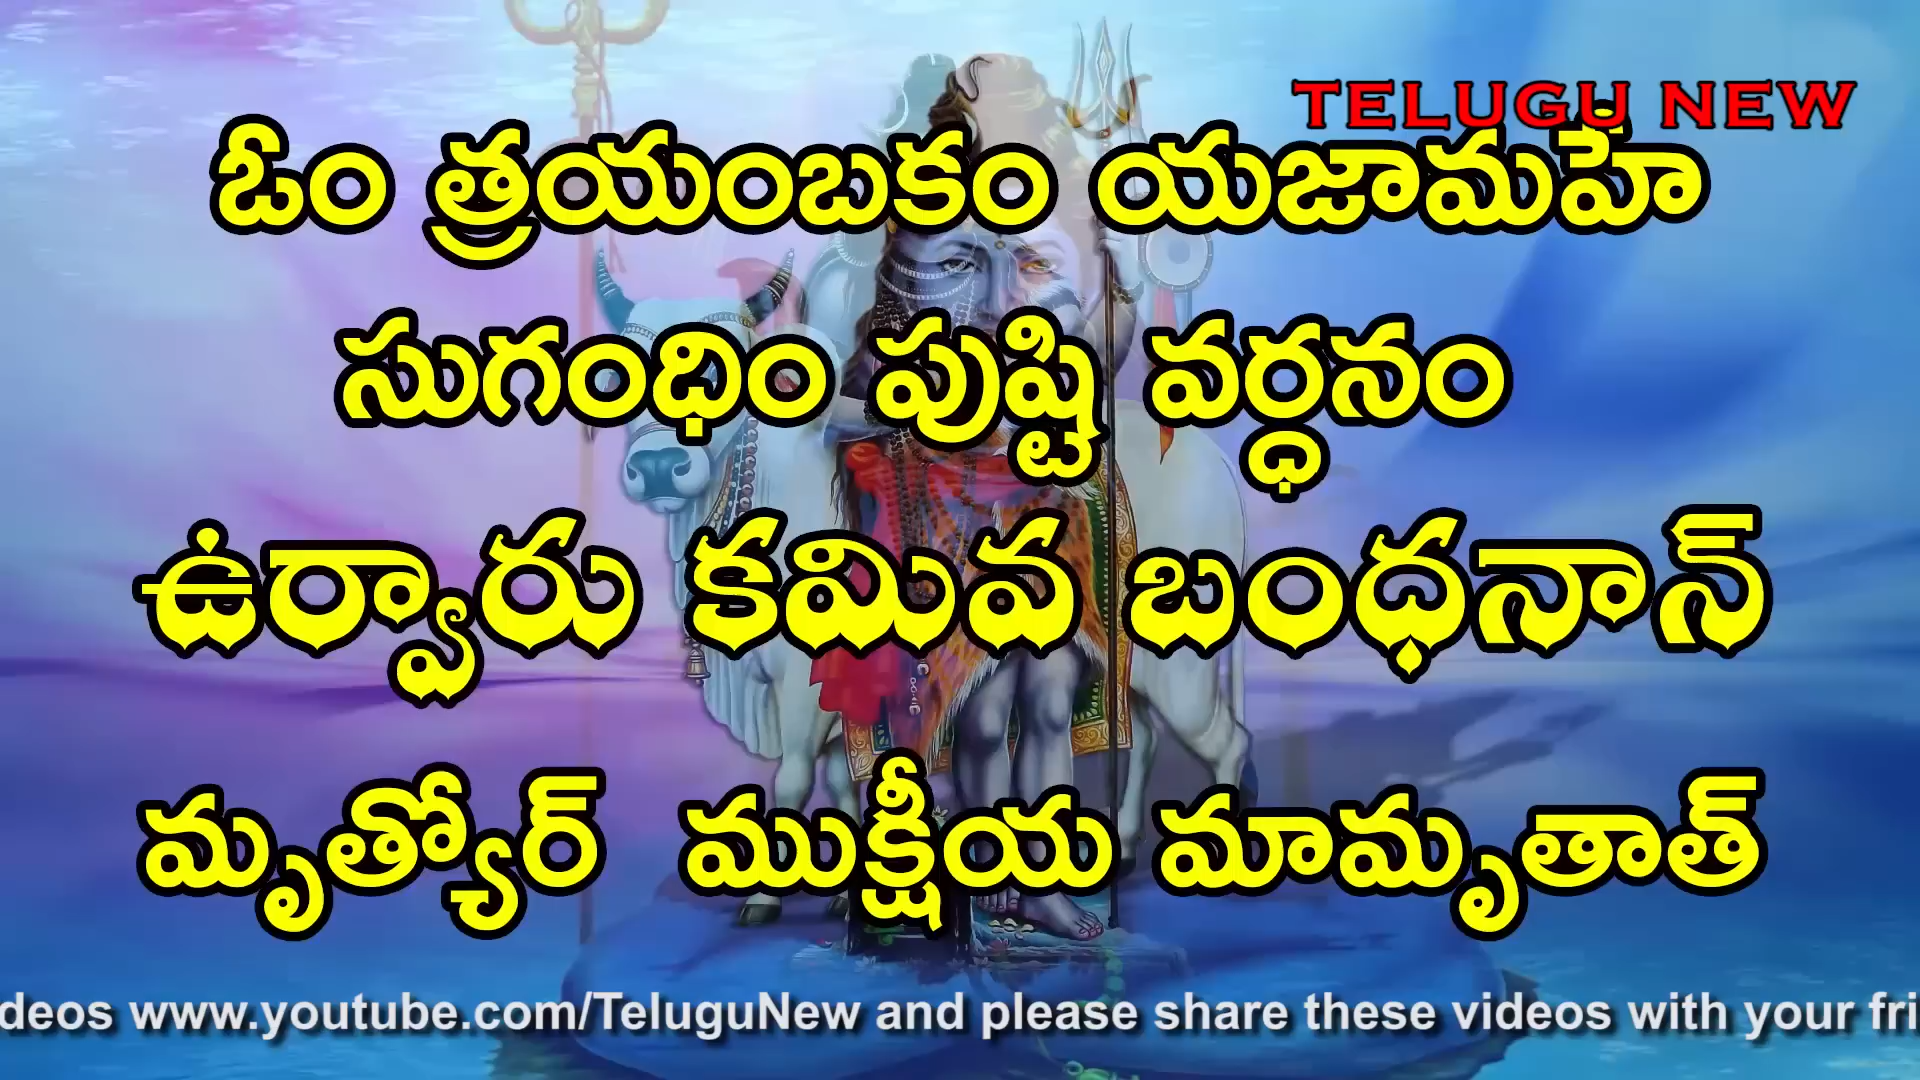 TELUGU NEW
ఓం త్రయంబకం యజామహే
సుగంధిం పుష్టి వర్ధనం
ఉర్వారు కమివ బంధనాన్
మృత్యోర్ ముక్షీయ మామృతాత్
deos www.youtube.com/TeluguNew and please share these videos with your fri